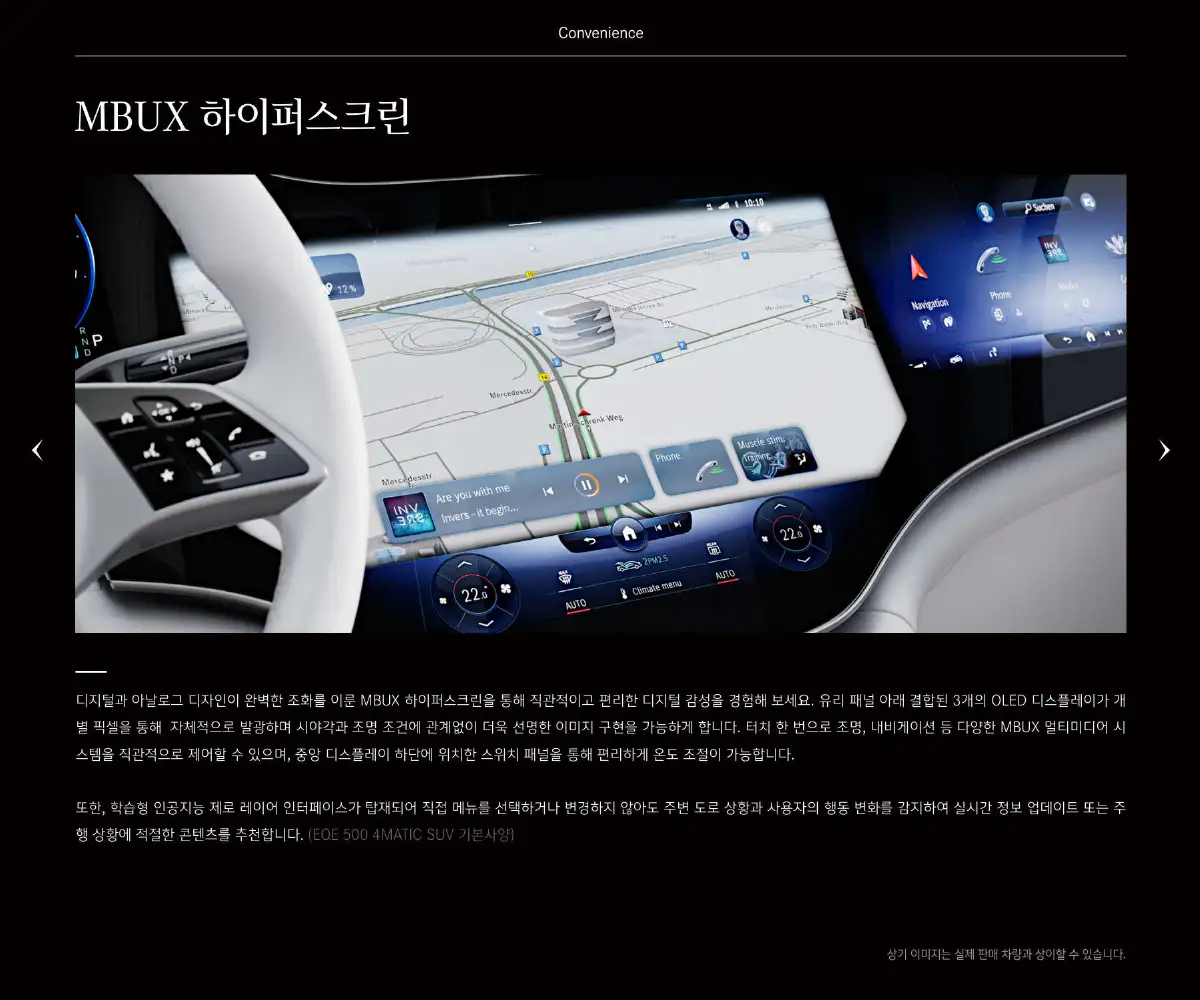 Convenience
MBUX 하이퍼스크린
10:10
Suchen
12 %
Navigation
Phone
Media
R
N
D
P
Mercedesstr
Martin-Schrenk-Weg
Mercedesstr
Phone
Muscle stim.
Training...
Are you with me
Invers - it begin...
INV
ERE
22.0
22.0
2PM2.5
AUTO
Climate menu
AUTO
디지털과 아날로그 디자인이 완벽한 조화를 이룬 MBUX 하이퍼스크린을 통해 직관적이고 편리한 디지털 감성을 경험해 보세요. 유리 패널 아래 결합된 3개의 OLED 디스플레이가 개
별 픽셀을 통해 자체적으로 발광하며 시야각과 조명 조건에 관계없이 더욱 선명한 이미지 구현을 가능하게 합니다. 터치 한 번으로 조명, 내비게이션 등 다양한 MBUX 멀티미디어 시
스템을 직관적으로 제어할 수 있으며, 중앙 디스플레이 하단에 위치한 스위치 패널을 통해 편리하게 온도 조절이 가능합니다.
또한, 학습형 인공지능 제로 레이어 인터페이스가 탑재되어 직접 메뉴를 선택하거나 변경하지 않아도 주변 도로 상황과 사용자의 행동 변화를 감지하여 실시간 정보 업데이트 또는 주
행 상황에 적절한 콘텐츠를 추천합니다. (EQE 500 4MATIC SUV 기본사양)
상기 이미지는 실제 판매 차량과 상이할 수 있습니다.